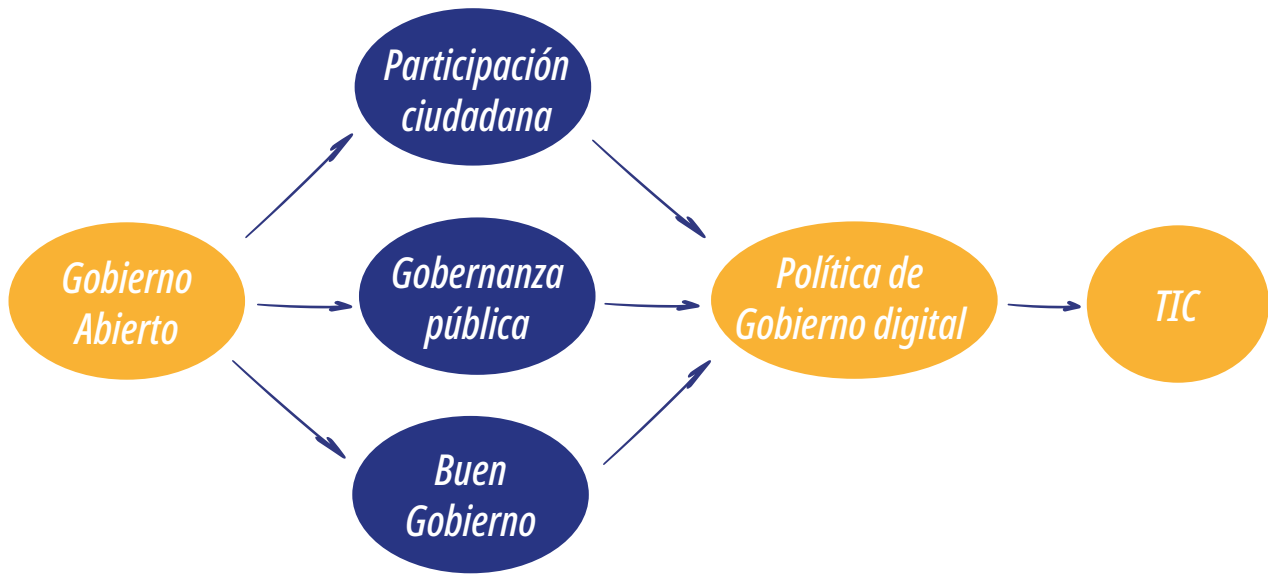 Participación
ciudadana
Gobierno
Abierto
Gobernanza
pública
Política de
Gobierno digital
TIC
Buen
Gobierno